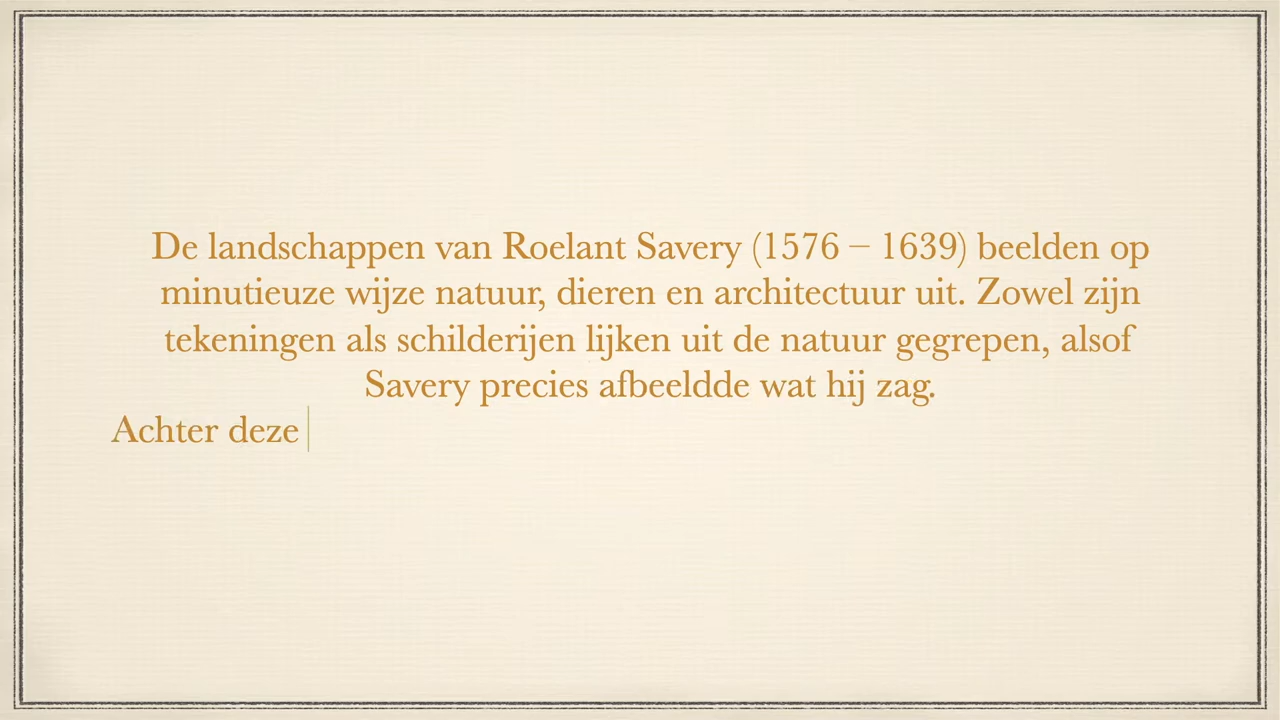 De landschappen van Roelant Savery (1576 – 1639) beelden op
minutieuze wijze natuur, dieren en architectuur uit. Zowel zijn
tekeningen als schilderijen lijken uit de natuur gegrepen, alsof
Savery precies afbeeldde wat hij zag.
Achter deze